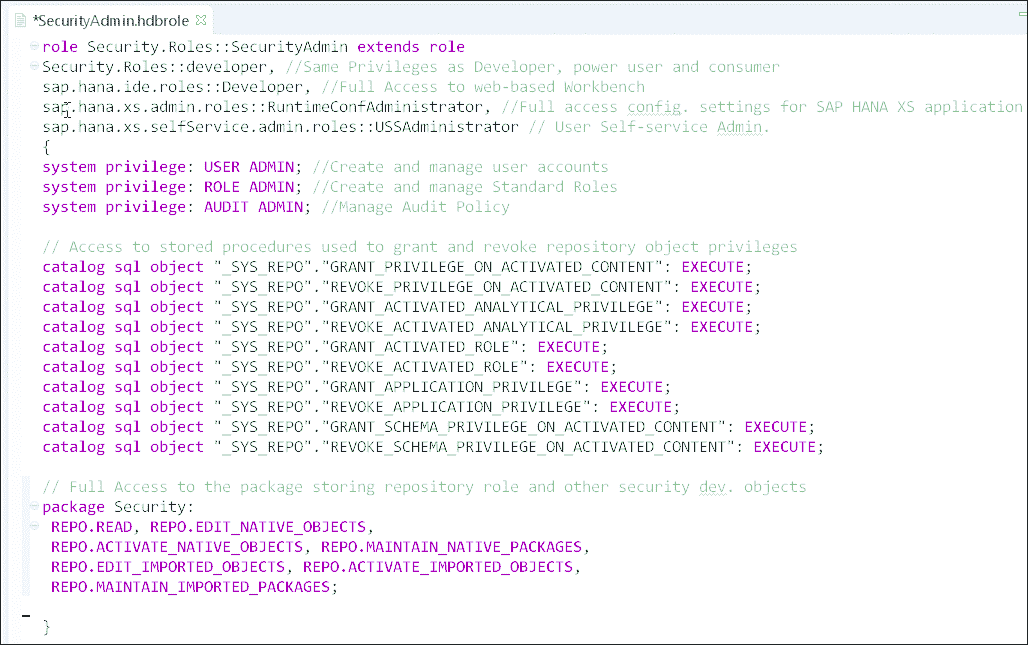 *SecurityAdmin.hdbrole
role Security.Roles::SecurityAdmin extends role
Security.Roles::developer, //Same Privileges as Developer, power user and consumer
sap.hana.ide.roles::Developer, //Full Access to web-based Workbench
sap.hana.xs.admin.roles::RuntimeConfAdministrator, //Full access config. settings for SAP HANA XS application
sap.hana.xs.selfService.admin.roles::USSAdministrator // User Self-service Admin.
{
system privilege: USER ADMIN; //Create and manage user accounts
system privilege: ROLE ADMIN; //Create and manage Standard Roles
system privilege: AUDIT ADMIN; //Manage Audit Policy
// Access to stored procedures used to grant and revoke repository object privileges
catalog sql object "_SYS_REPO"."GRANT_PRIVILEGE_ON_ACTIVATED_CONTENT": EXECUTE;
catalog sql object "_SYS_REPO"."REVOKE_PRIVILEGE_ON_ACTIVATED_CONTENT": EXECUTE;
catalog sql object "_SYS_REPO"."GRANT_ACTIVATED_ANALYTICAL_PRIVILEGE": EXECUTE;
catalog sql object "_SYS_REPO"."REVOKE_ACTIVATED_ANALYTICAL_PRIVILEGE": EXECUTE;
catalog sql object "_SYS_REPO"."GRANT_ACTIVATED_ROLE": EXECUTE;
catalog sql object "_SYS_REPO"."REVOKE_ACTIVATED_ROLE": EXECUTE;
catalog sql object "_SYS_REPO"."GRANT_APPLICATION_PRIVILEGE": EXECUTE;
catalog sql object "_SYS_REPO"."REVOKE_APPLICATION_PRIVILEGE": EXECUTE;
catalog sql object "_SYS_REPO"."GRANT_SCHEMA_PRIVILEGE_ON_ACTIVATED_CONTENT": EXECUTE;
catalog sql object "_SYS_REPO"."REVOKE_SCHEMA_PRIVILEGE_ON_ACTIVATED_CONTENT": EXECUTE;
// Full Access to the package storing repository role and other security dev. objects
package Security:
REPO.READ, REPO.EDIT_NATIVE_OBJECTS,
REPO.ACTIVATE_NATIVE_OBJECTS, REPO.MAINTAIN_NATIVE_PACKAGES,
REPO.EDIT_IMPORTED_OBJECTS, REPO.ACTIVATE_IMPORTED_OBJECTS,
REPO.MAINTAIN_IMPORTED_PACKAGES;
}